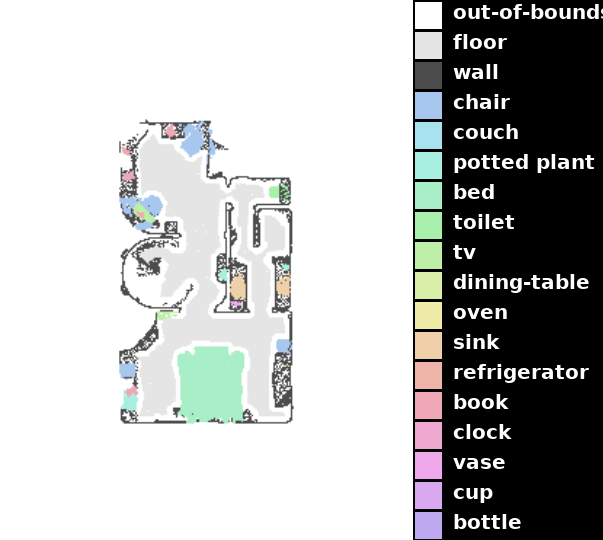 out-of-bounds
floor
wall
chair
couch
potted plant
bed
toilet
tv
dining-table
oven
sink
refrigerator
book
clock
vase
cup
bottle